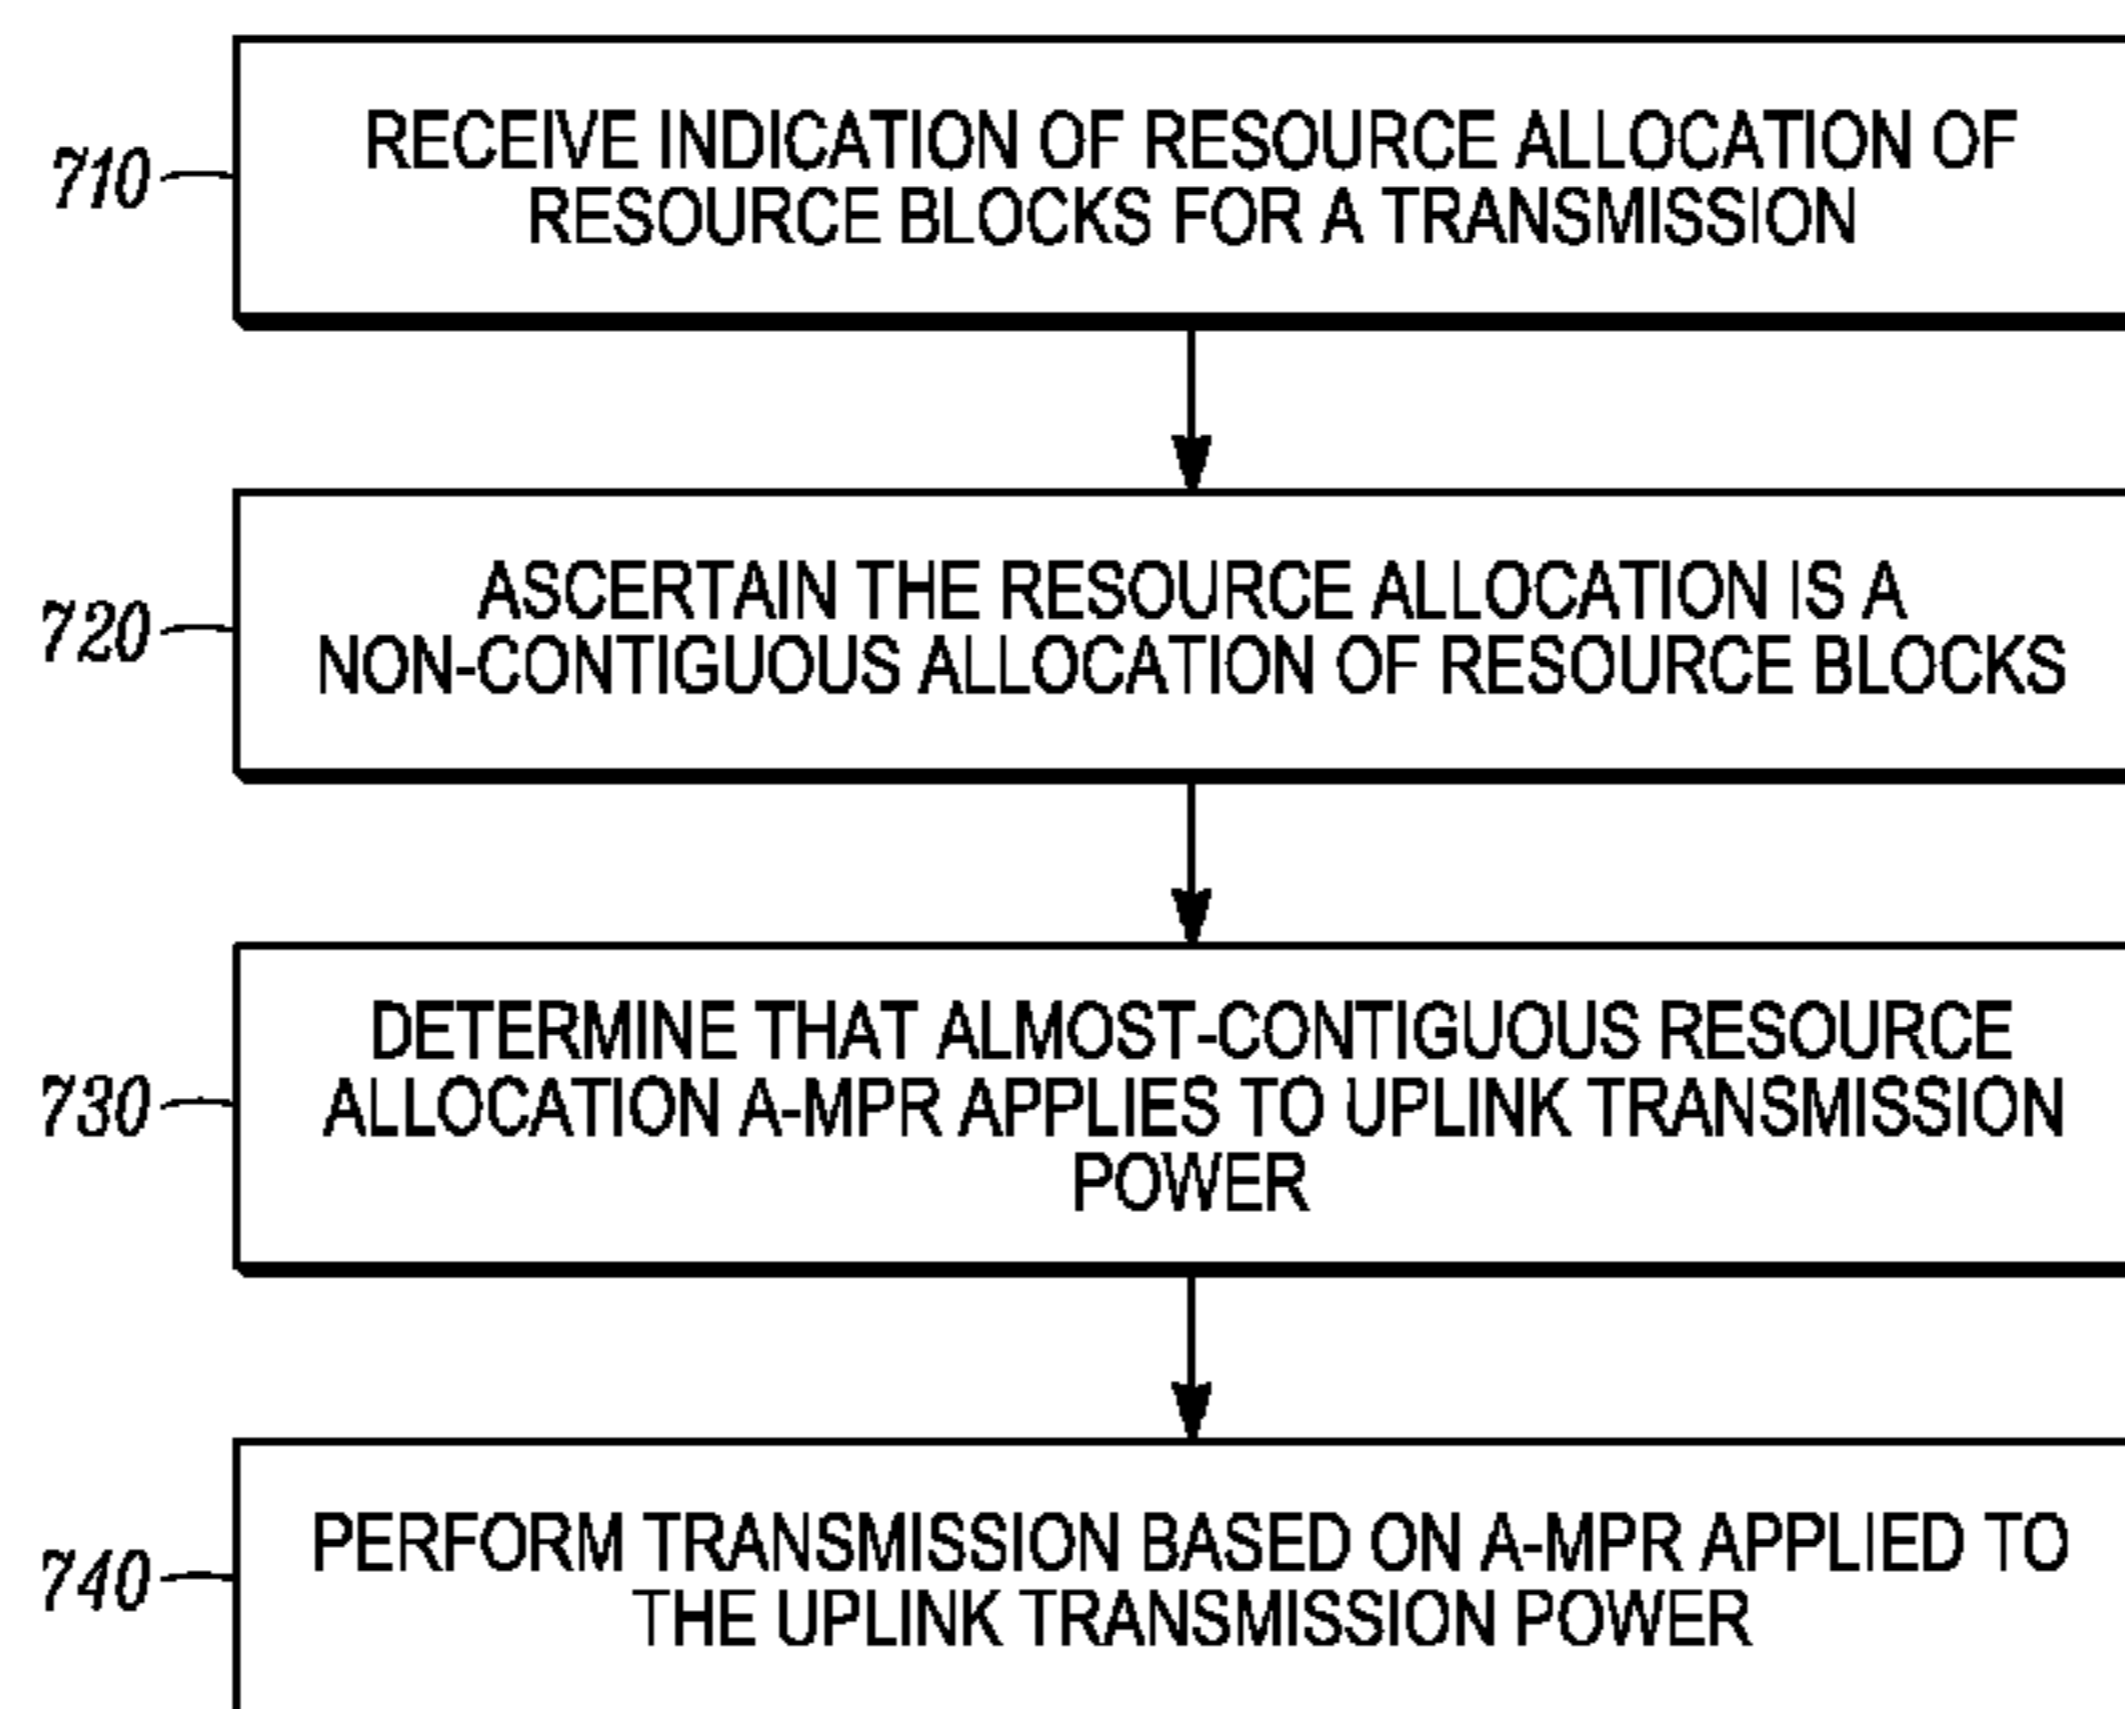 710
RECEIVE INDICATION OF RESOURCE ALLOCATION OF
RESOURCE BLOCKS FOR A TRANSMISSION
720
ASCERTAIN THE RESOURCE ALLOCATION IS A
NON-CONTIGUOUS ALLOCATION OF RESOURCE BLOCKS
730
DETERMINE THAT ALMOST-CONTIGUOUS RESOURCE
ALLOCATION A-MPR APPLIES TO UPLINK TRANSMISSION
POWER
740
PERFORM TRANSMISSION BASED ON A-MPR APPLIED TO
THE UPLINK TRANSMISSION POWER